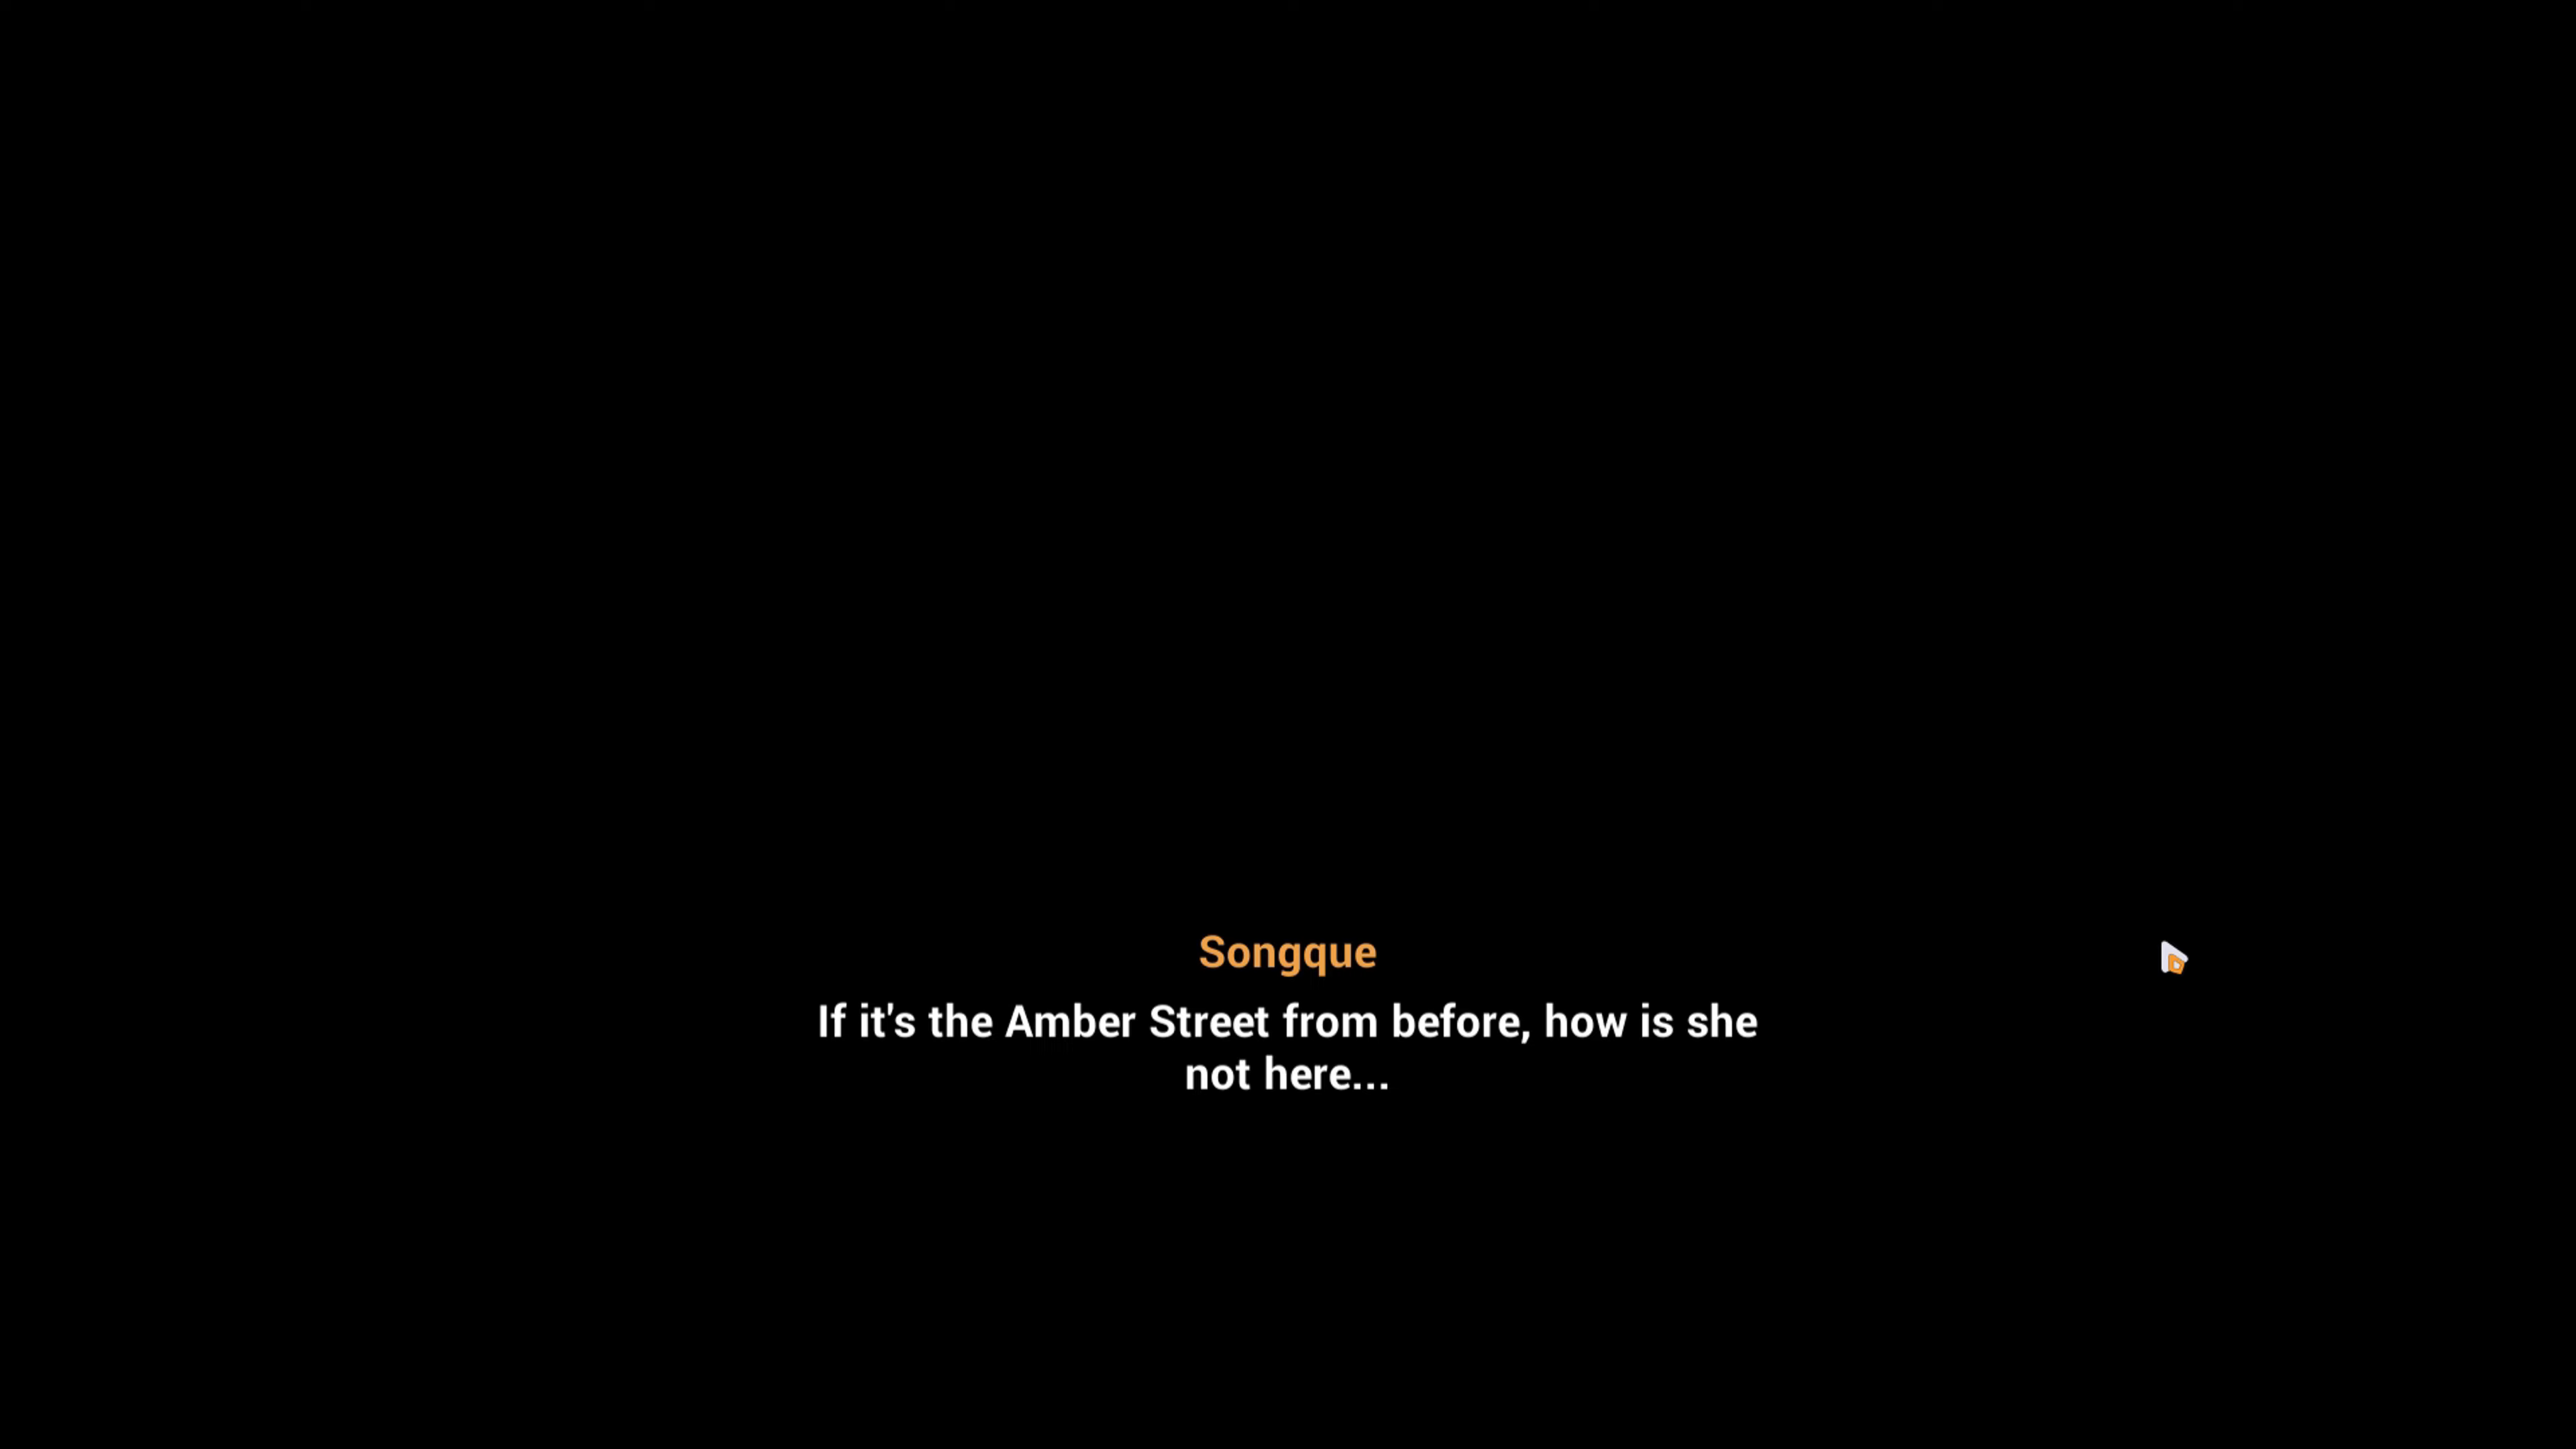 Songque
If it's the Amber Street from before, how is she
not here...